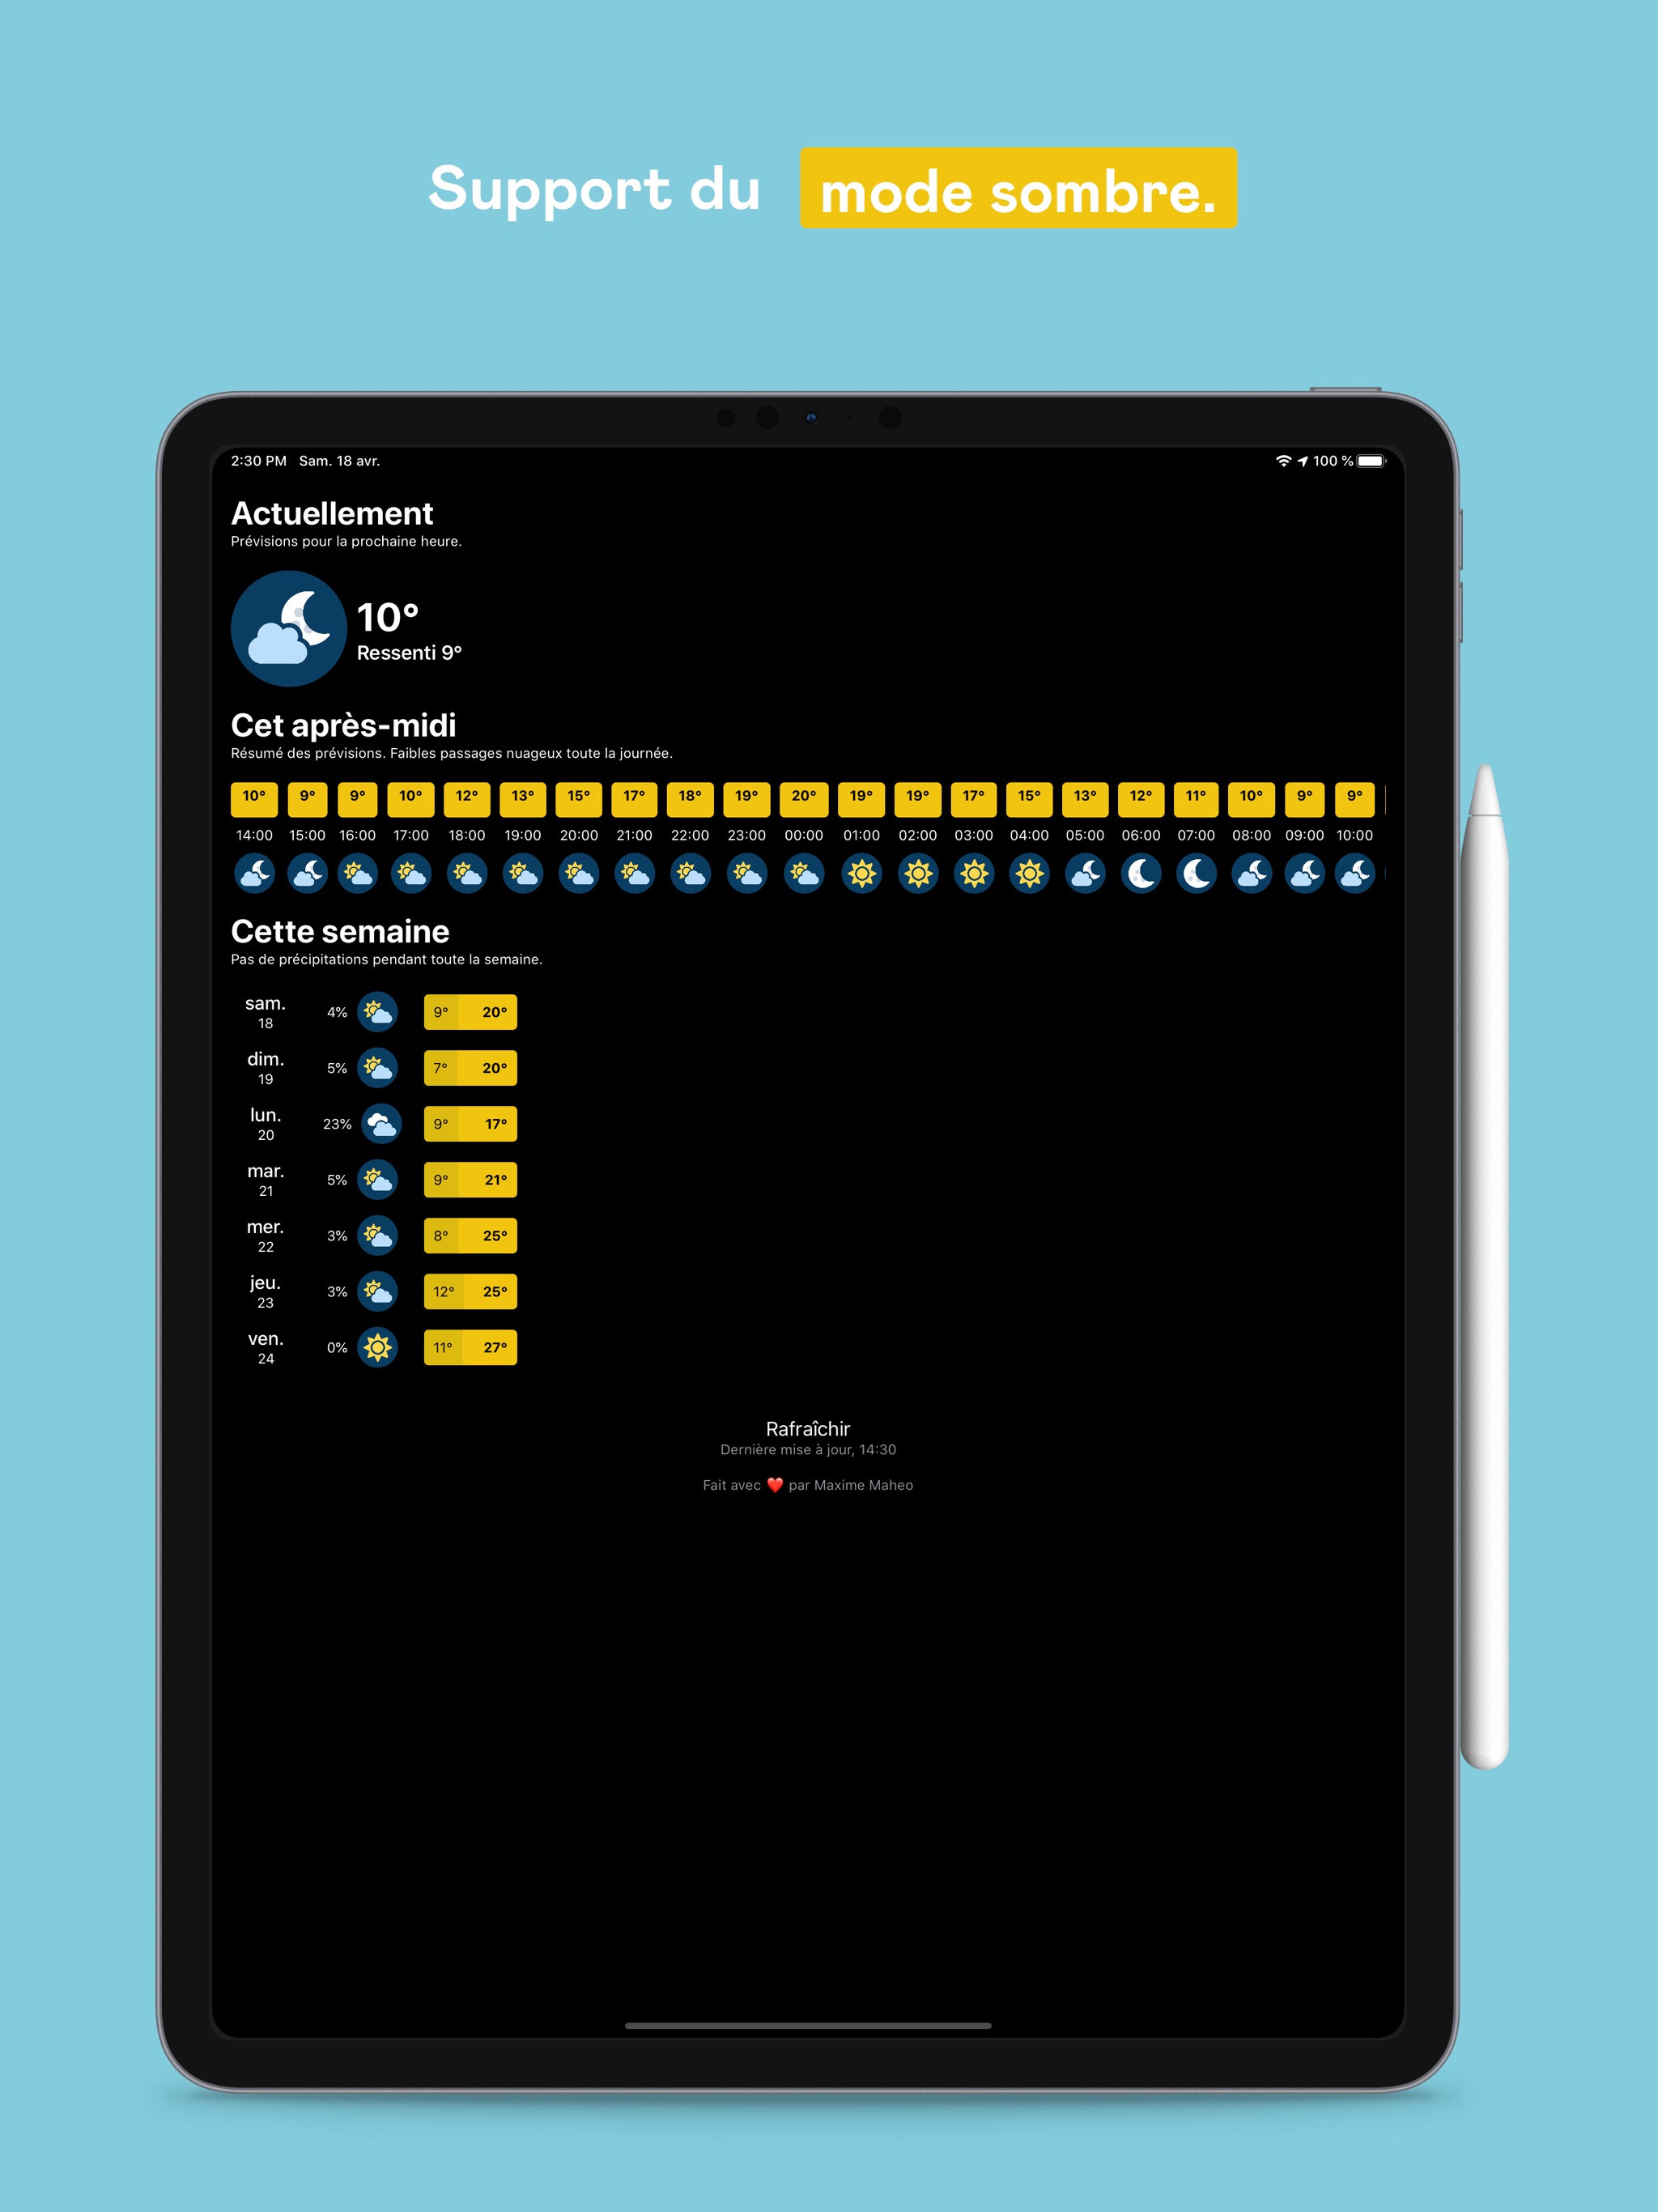 Support du mode sombre.
2:30 PM Sam. 18 avr. 100 %
Actuellement
Prévisions pour la prochaine heure.
10°
Ressenti 9°
Cet après-midi
Résumé des prévisions. Faibles passages nuageux toute la journée.
10° 9° 9° 10° 12° 13° 15° 17° 18° 19° 20° 19° 19° 17° 15° 13° 12° 11° 10° 9° 9°
14:00 15:00 16:00 17:00 18:00 19:00 20:00 21:00 22:00 23:00 00:00 01:00 02:00 03:00 04:00 05:00 06:00 07:00 08:00 09:00 10:00
Cette semaine
Pas de précipitations pendant toute la semaine.
sam.
18
4% 9° 20°
dim.
19
5% 7° 20°
lun.
20
23% 9° 17°
mar.
21
5% 9° 21°
mer.
22
3% 8° 25°
jeu.
23
3% 12° 25°
ven.
24
0% 11° 27°
Rafraîchir
Dernière mise à jour, 14:30
Fait avec ❤️ par Maxime Maheo